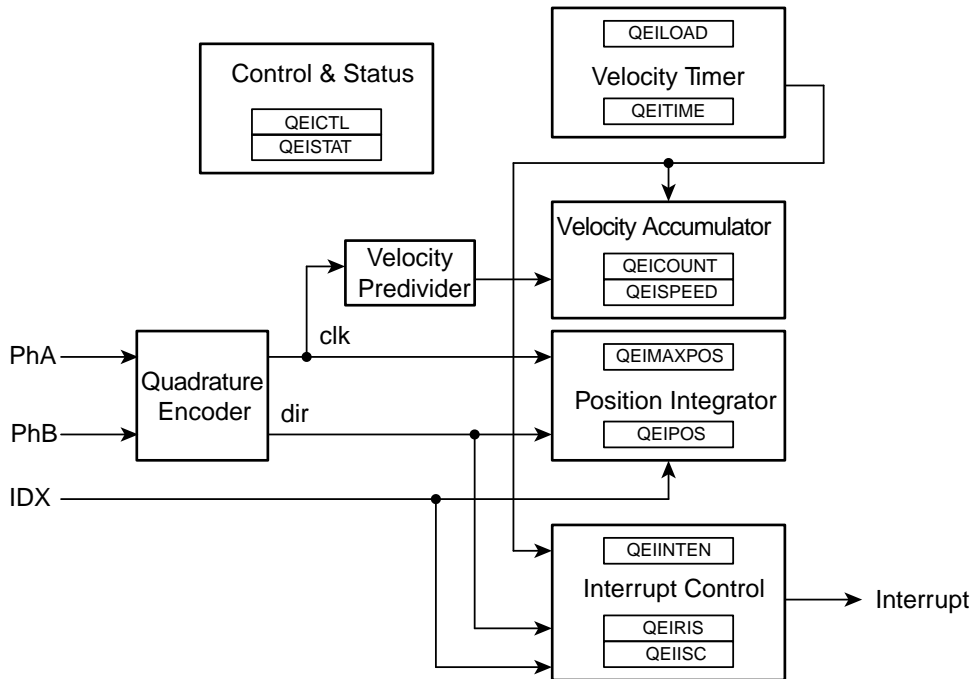 QEILOAD
Velocity Timer
QEITIME
Control & Status
QEICTL
QEISTAT
Velocity Accumulator
QEICOUNT
QEISPEED
Velocity
Predivider
clk
PhA
PhB
IDX
Quadrature
Encoder
dir
QEIMAXPOS
Position Integrator
QEIPOS
QEIINTEN
Interrupt Control
QEIRIS
QEIISC
Interrupt